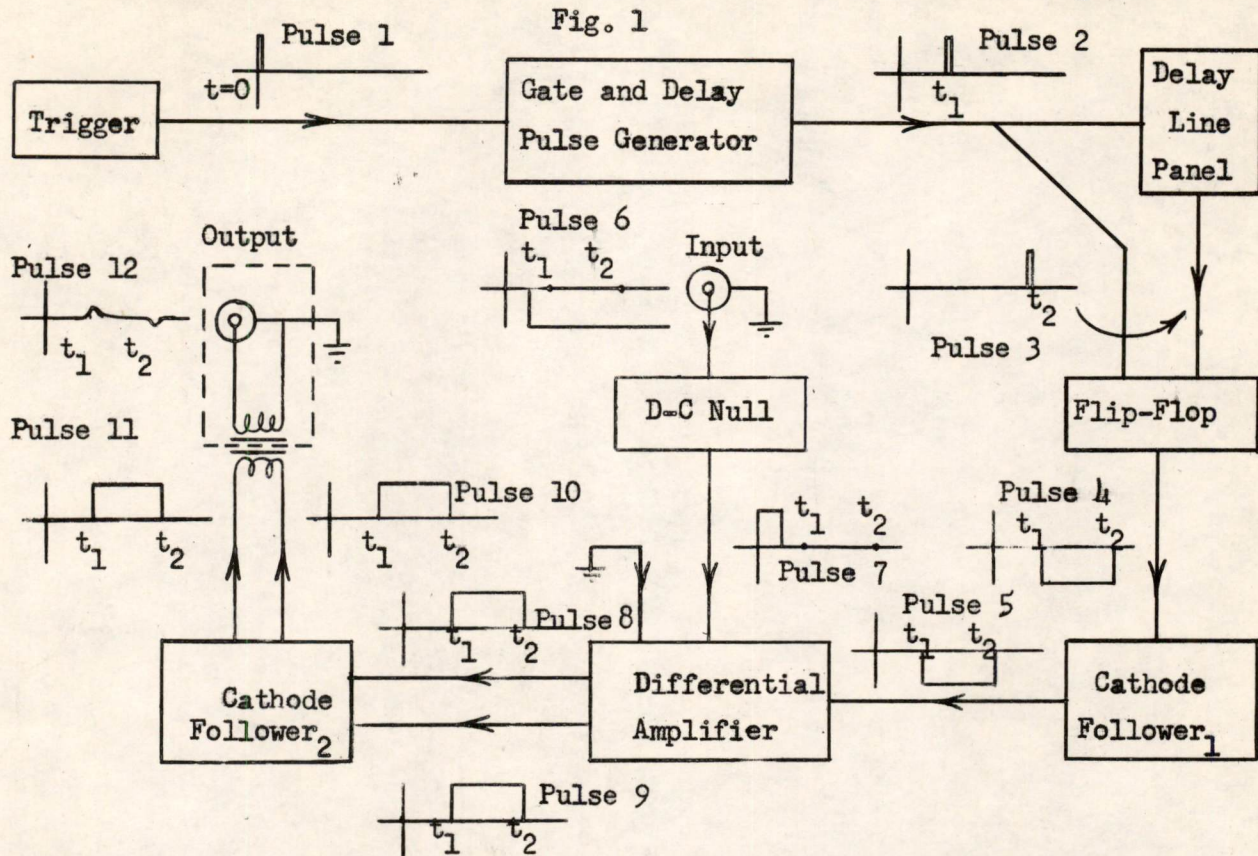 Fig. 1
Pulse 1
t=0
Trigger
Gate and Delay
Pulse Generator
Pulse 2
t1
Delay
Line
Panel
Output
Pulse 12
t1 t2
Pulse 6
t1 t2
Input
t2
Pulse 3
D-C Null
Flip-Flop
Pulse 11
t1 t2
Pulse 10
t1 t2
t1 t2
Pulse 7
Pulse 4
t1 t2
Pulse 5
t1 t2
Pulse 8
t1 t2
Cathode
Follower2
Differential
Amplifier
Cathode
Follower1
Pulse 9
t1 t2